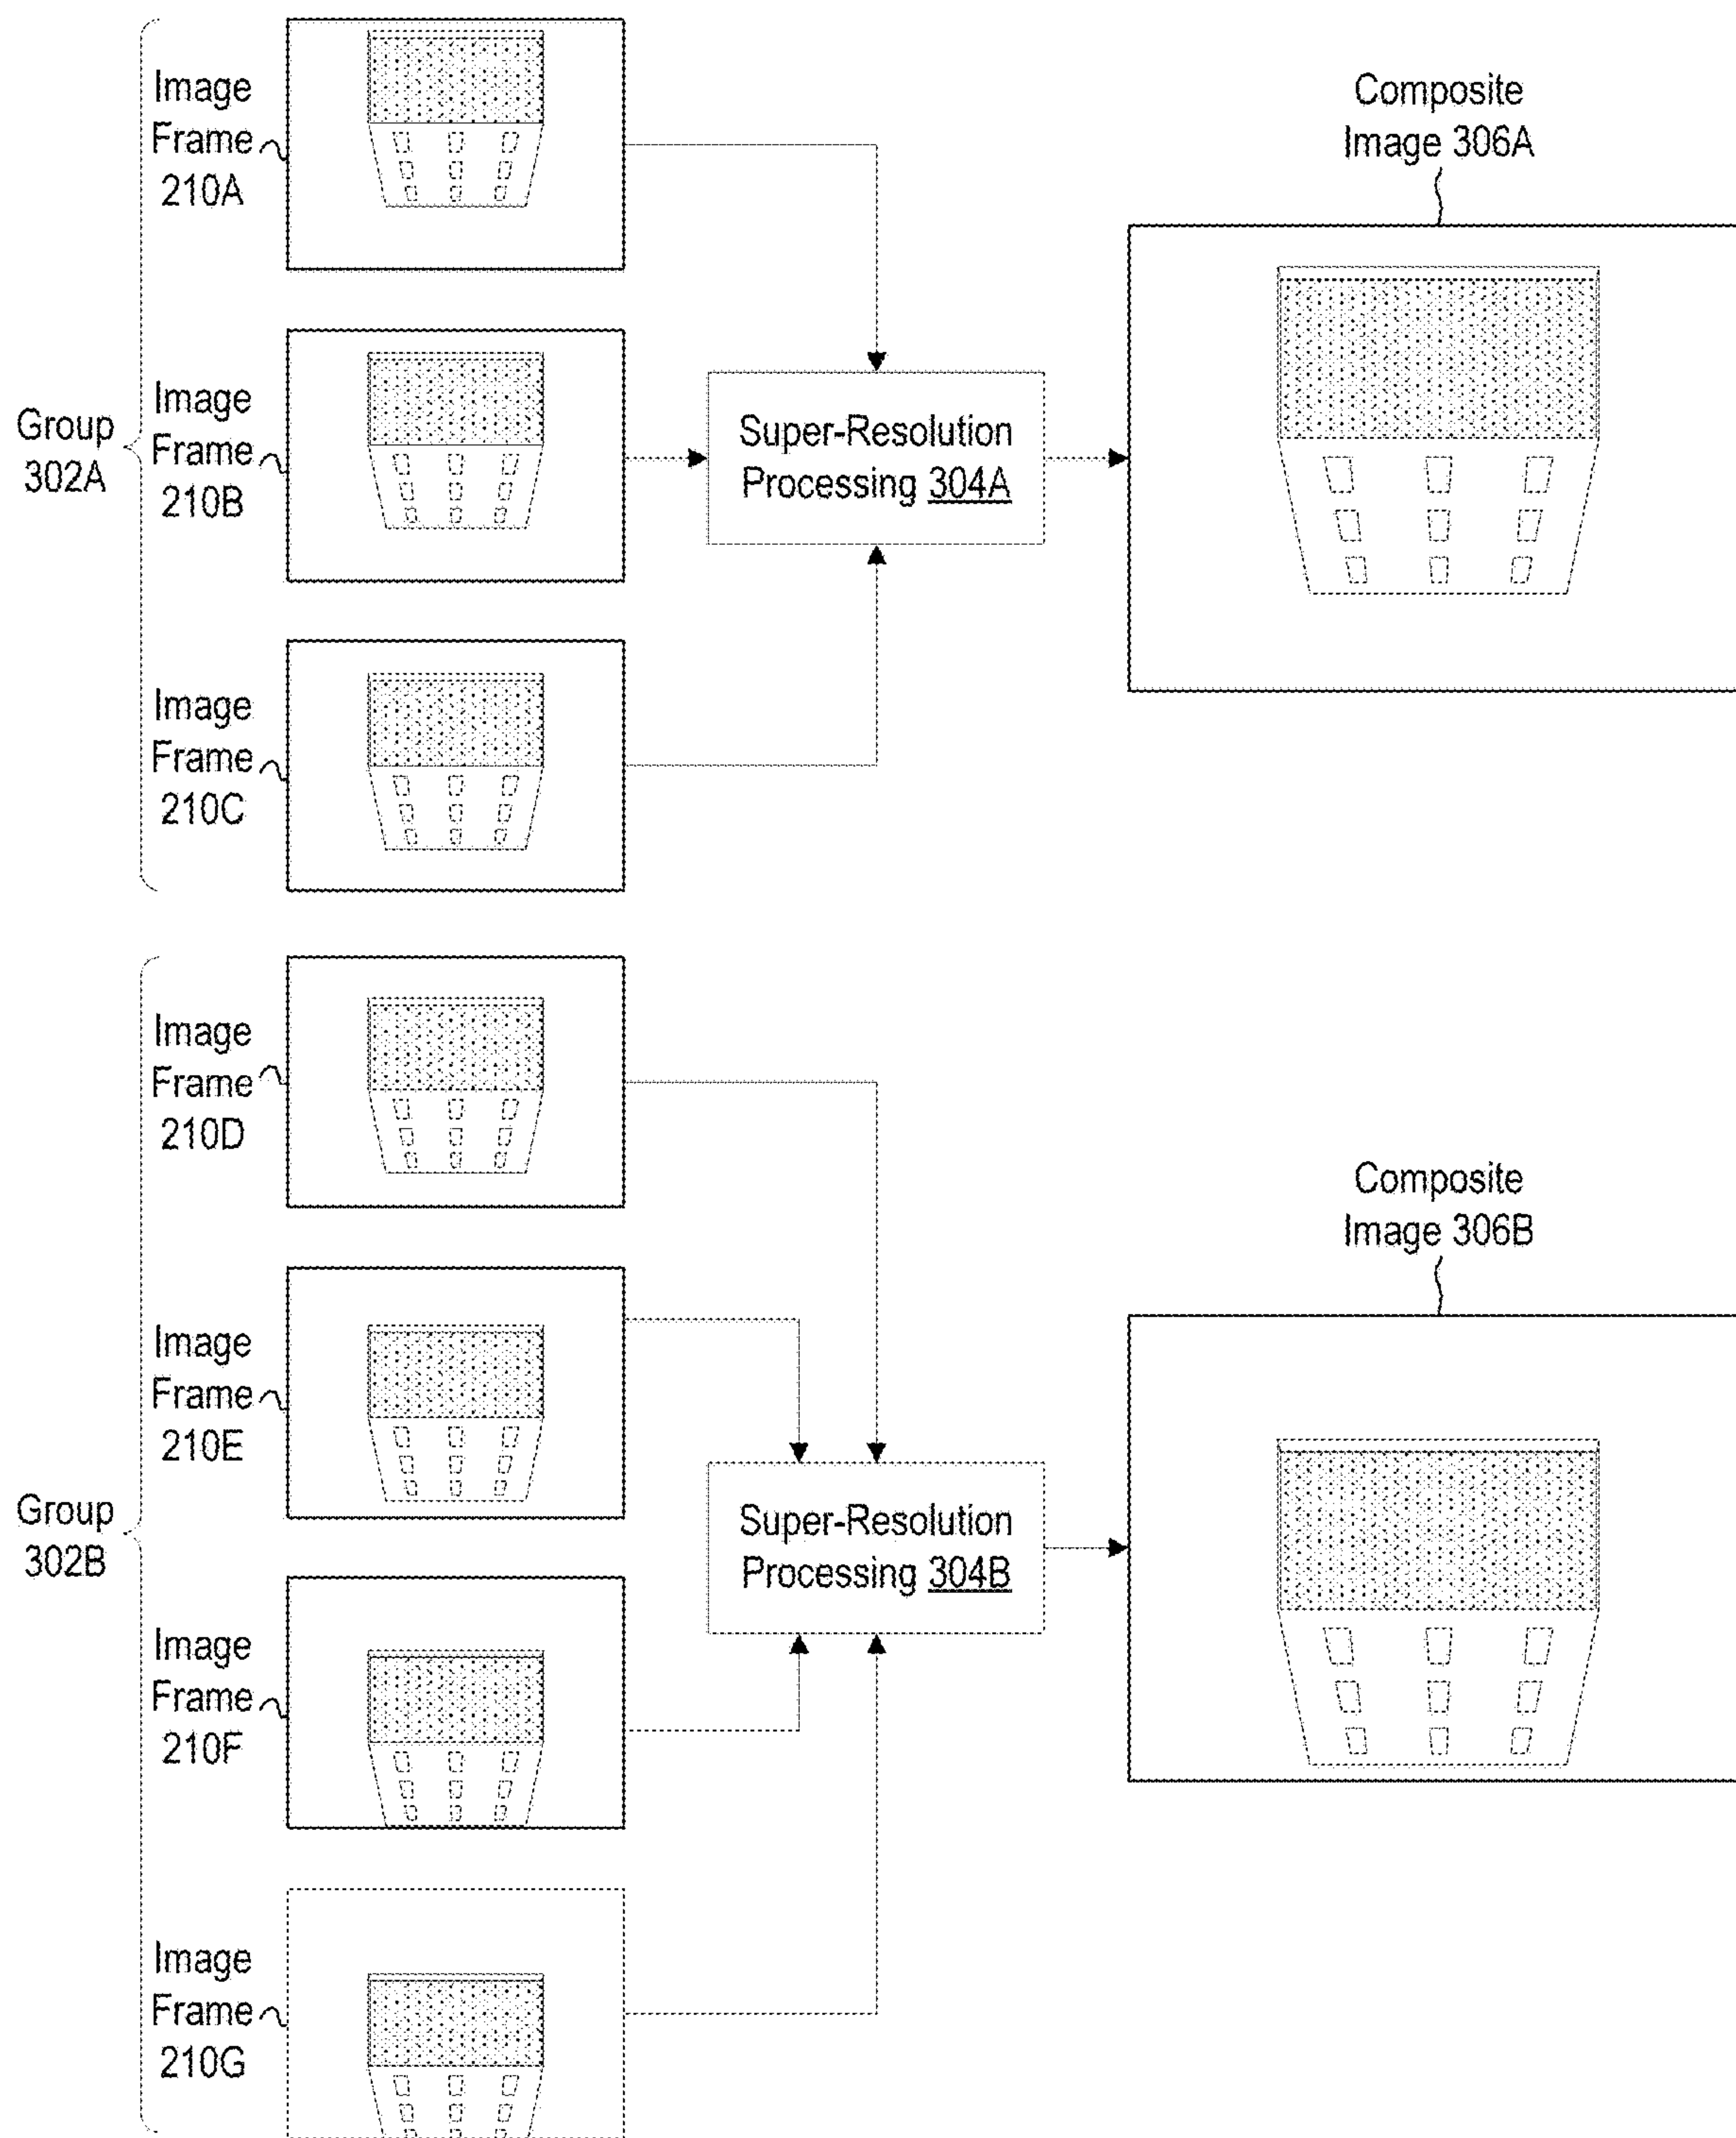 Group
302A
Image
Frame
210A
Image
Frame
210B
Image
Frame
210C
Super-Resolution
Processing 304A
Composite
Image 306A
Group
302B
Image
Frame
210D
Image
Frame
210E
Image
Frame
210F
Image
Frame
210G
Super-Resolution
Processing 304B
Composite
Image 306B